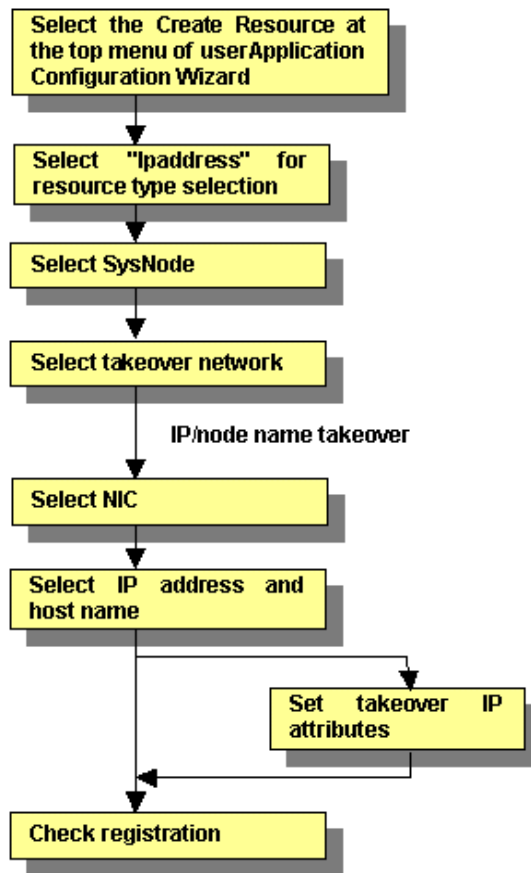 Select the Create Resource at
the top menu of userApplication
Configuration Wizard
Select "Ipaddress" for
resource type selection
Select SysNode
Select takeover network
IP/node name takeover
Select NIC
Select IP address and
host name
Set takeover IP
attributes
Check registration